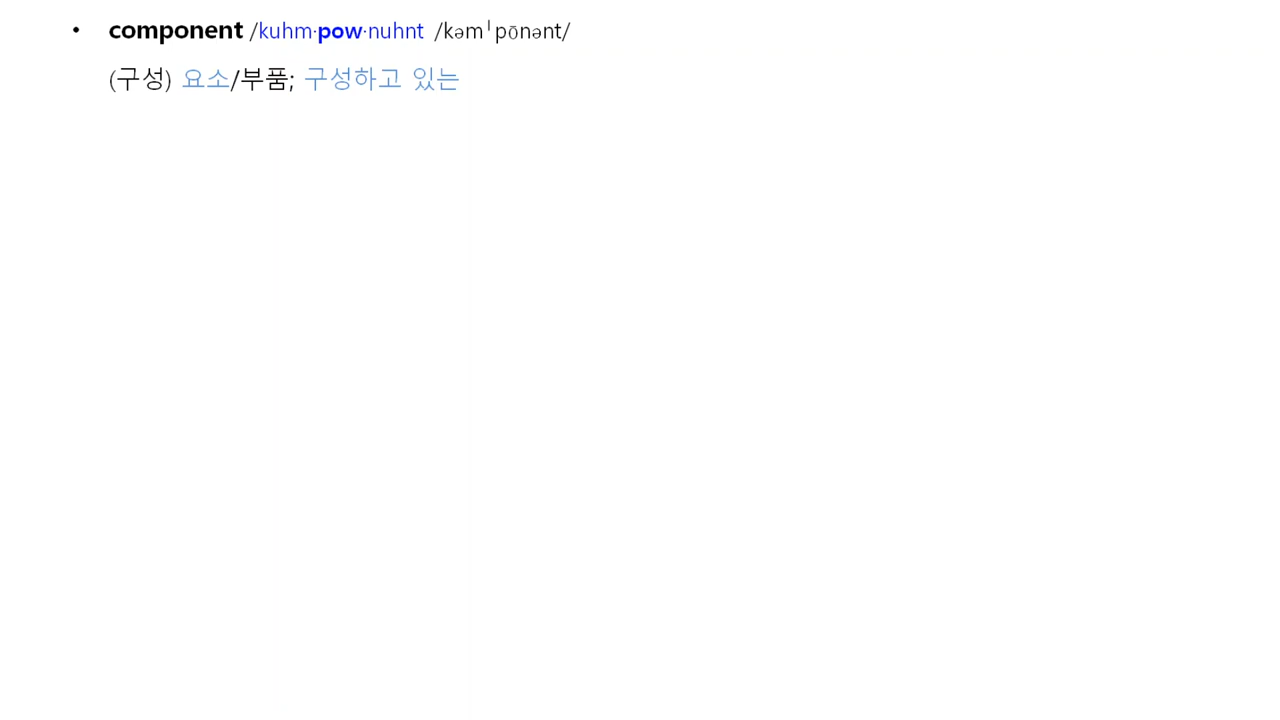 • component /kuhm·pow·nuhnt /kəmˈpōnənt/
(구성) 요소/부품; 구성하고 있는